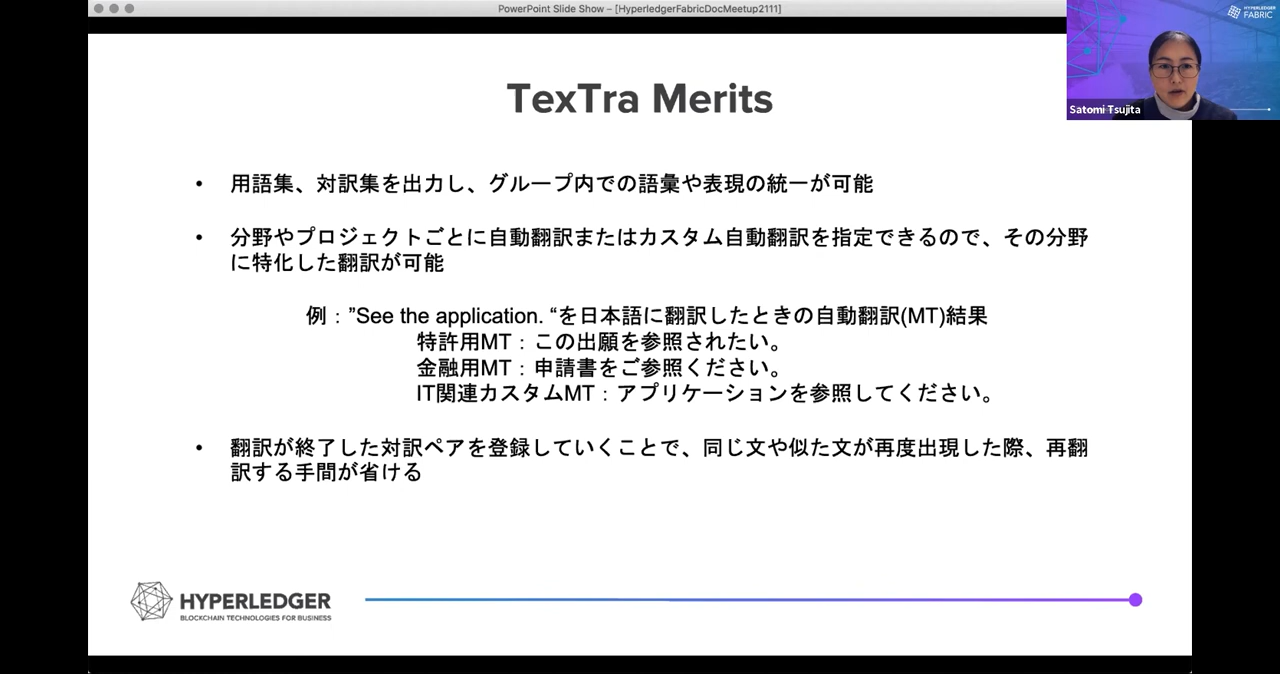 PowerPoint Slide Show – [HyperledgerFabricDocMeetup2111]
HYPERLEDGER
FABRIC
Satomi Tsujita
TexTra Merits
• 用語集、対訳集を出力し、グループ内での語彙や表現の統一が可能
• 分野やプロジェクトごとに自動翻訳またはカスタム自動翻訳を指定できるので、その分野
に特化した翻訳が可能
例：”See the application. “を日本語に翻訳したときの自動翻訳(MT)結果
特許用MT：この出願を参照されたい。
金融用MT：申請書をご参照ください。
IT関連カスタムMT：アプリケーションを参照してください。
• 翻訳が終了した対訳ペアを登録していくことで、同じ文や似た文が再度出現した際、再翻
訳する手間が省ける
HYPERLEDGER
BLOCKCHAIN TECHNOLOGIES FOR BUSINESS